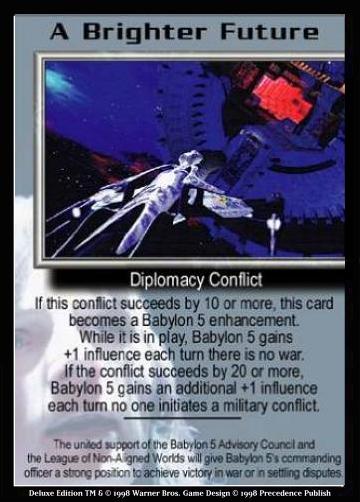 A Brighter Future
Diplomacy Conflict
If this conflict succeeds by 10 or more, this card
becomes a Babylon 5 enhancement.
While it is in play, Babylon 5 gains
+1 influence each turn there is no war.
If the conflict succeeds by 20 or more,
Babylon 5 gains an additional +1 influence
each turn no one initiates a military conflict.
The united support of the Babylon 5 Advisory Council and
the League of Non-Aligned Worlds will give Babylon 5's commanding
officer a strong position to achieve victory in war or in settling disputes.
Deluxe Edition TM & © 1998 Warner Bros. Game Design © 1998 Precedence Publish